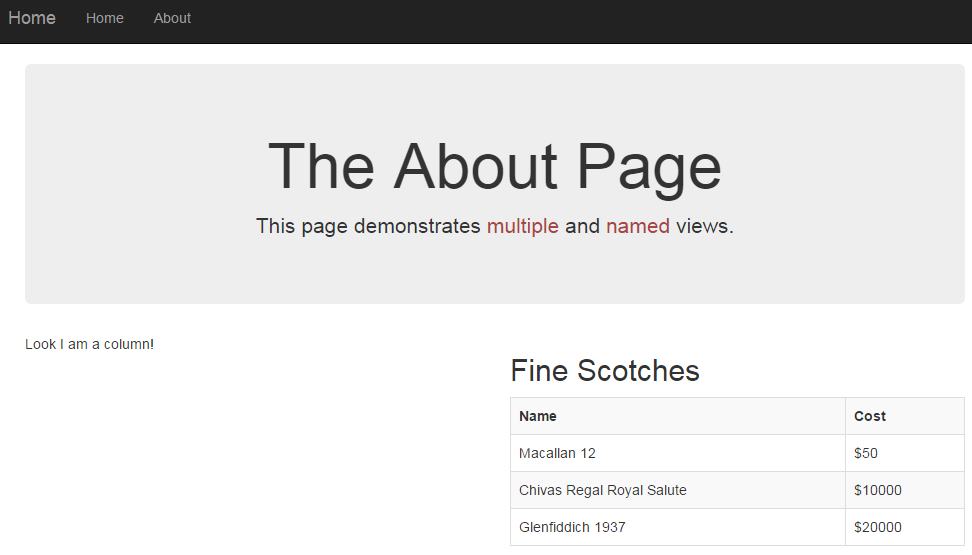 Home Home About
The About Page
This page demonstrates multiple and named views.
Look I am a column!
Fine Scotches
Name Cost
Macallan 12 $50
Chivas Regal Royal Salute $10000
Glenfiddich 1937 $20000